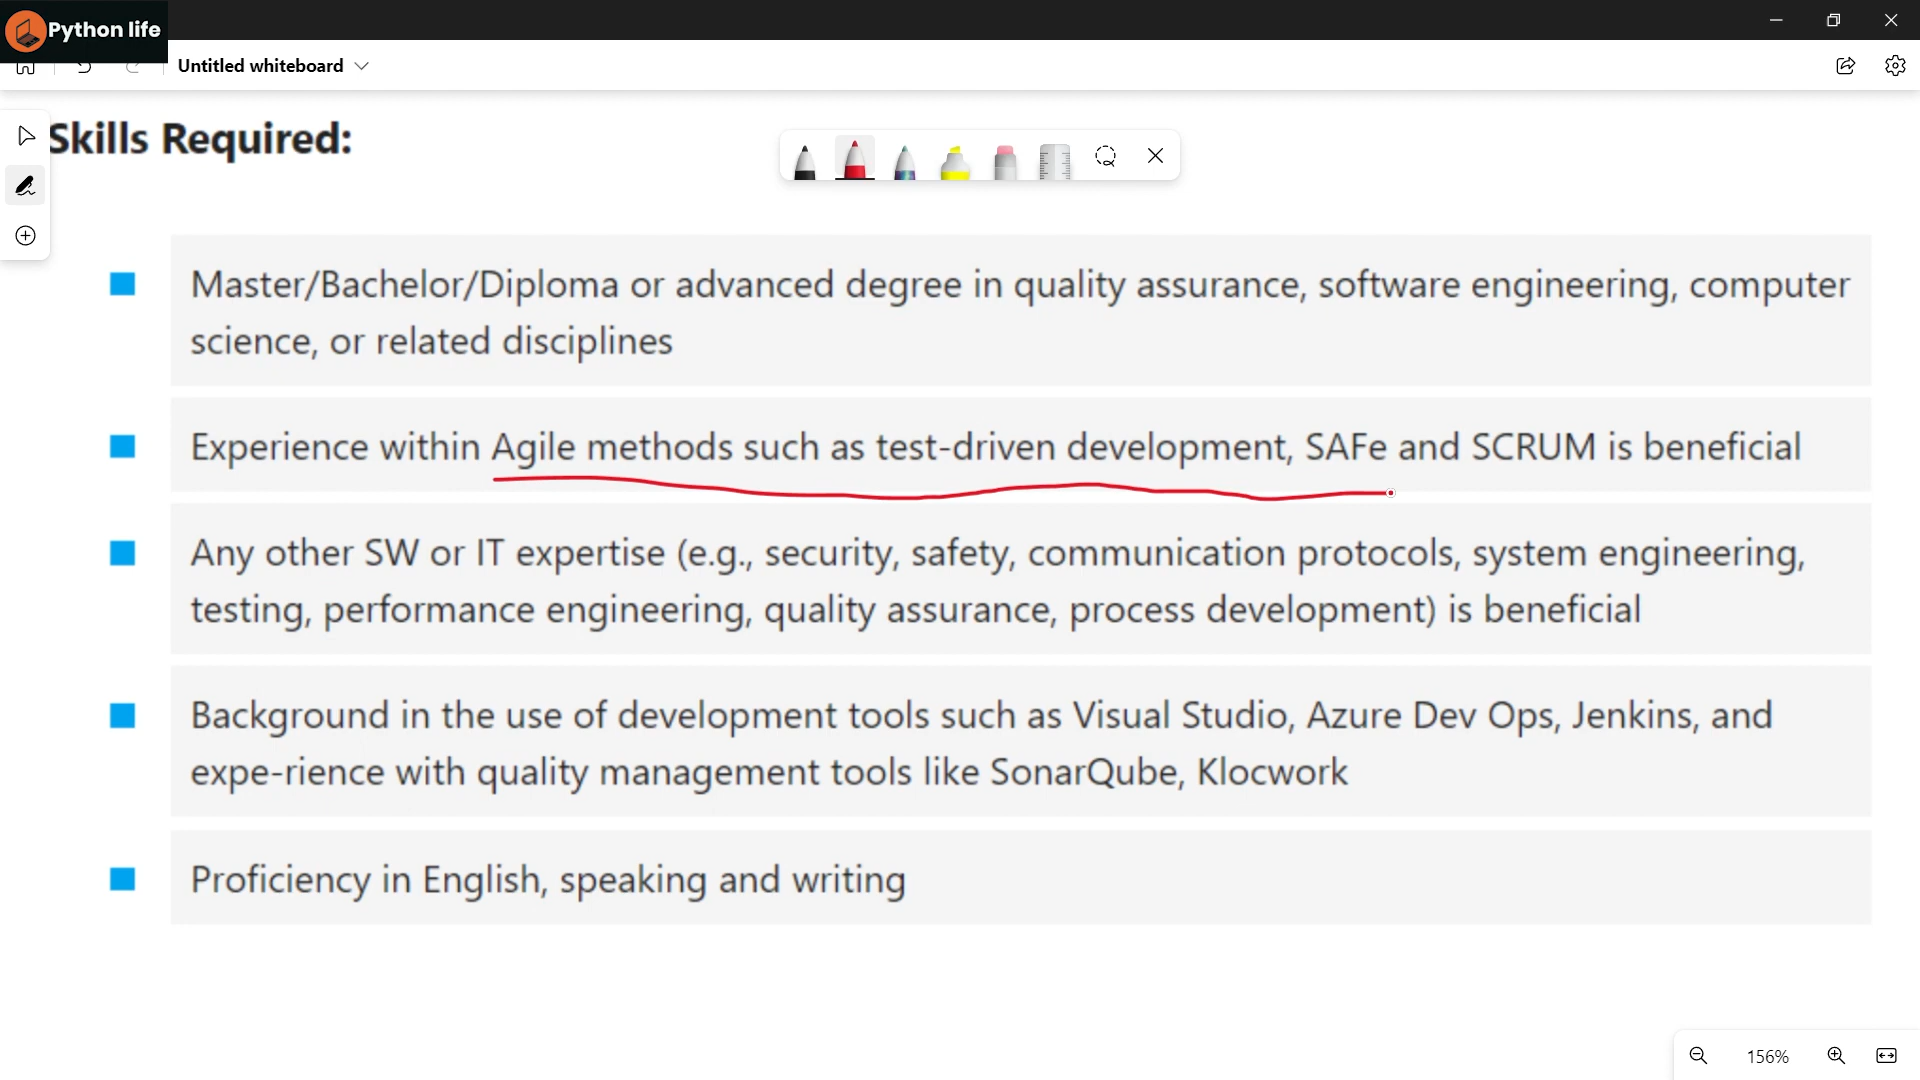 Python life
Untitled whiteboard
Skills Required:
Master/Bachelor/Diploma or advanced degree in quality assurance, software engineering, computer
science, or related disciplines
Experience within Agile methods such as test-driven development, SAFe and SCRUM is beneficial
Any other SW or IT expertise (e.g., security, safety, communication protocols, system engineering,
testing, performance engineering, quality assurance, process development) is beneficial
Background in the use of development tools such as Visual Studio, Azure Dev Ops, Jenkins, and
expe-rience with quality management tools like SonarQube, Klocwork
Proficiency in English, speaking and writing
156%